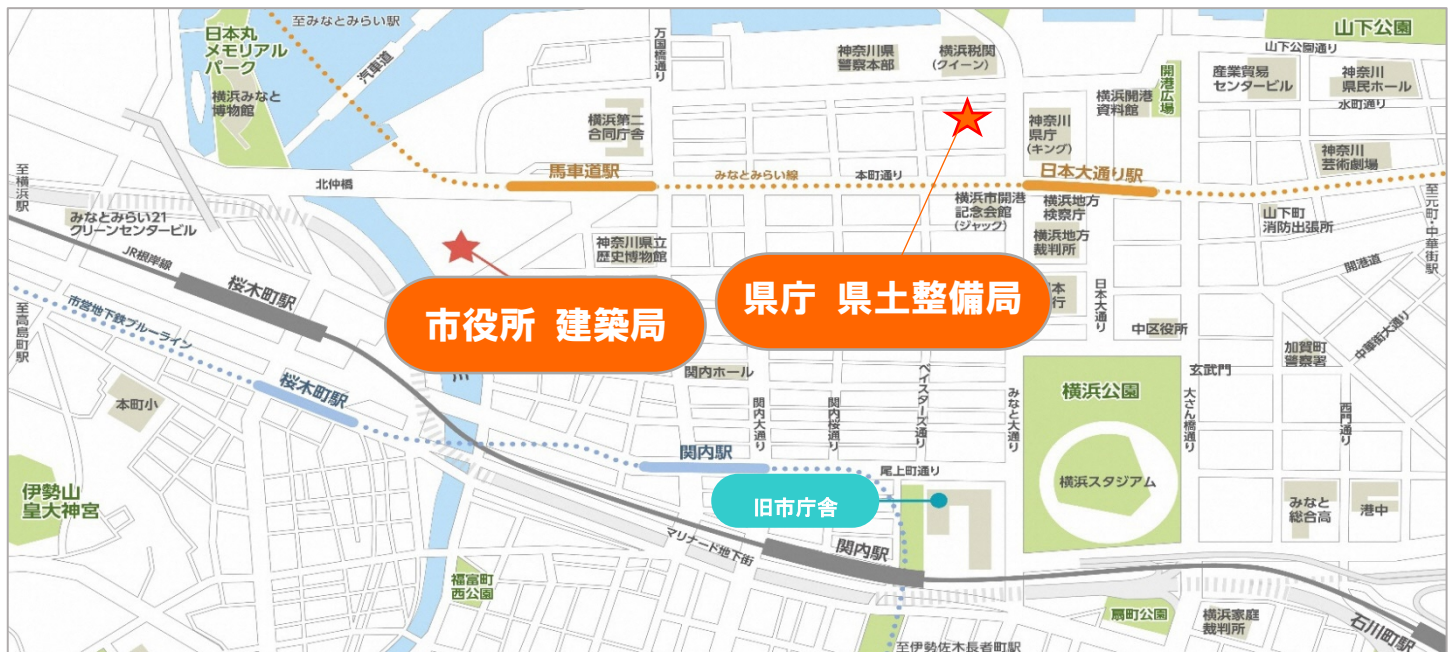 至みなとみらい駅
日本丸
メモリアル
パーク
汽車道
横浜みなと
博物館
万国橋通り
神奈川県
警察本部
横浜税関
(クイーン)
山下公園
山下公園通り
開港広場
産業貿易
センタービル
神奈川
県民ホール
水町通り
横浜開港
資料館
横浜第二
合同庁舎
神奈川
県庁
(キング)
神奈川
芸術劇場
至横浜駅
北仲橋
馬車道駅
みなとみらい線
本町通り
日本大通り駅
至元町・中華街駅
みなとみらい21
クリーンセンタービル
横浜市開港
記念会館
(ジャック)
横浜地方
検察庁
横浜地方
裁判所
山下町
消防出張所
JR根岸線
桜木町駅
神奈川県立
歴史博物館
開港道
市役所 建築局
県庁 県土整備局
日本大通り
中区役所
市営地下鉄ブルーライン
至高島町駅
川
桜木町駅
本町小
関内ホール
関内大通り
関内桜通り
ベイスターズ通り
みなと大通り
横浜公園
玄武門
大さん橋通り
加賀町
警察署
中華街大通り
西門通り
関内駅
尾上町通り
横浜スタジアム
伊勢山
皇大神宮
旧市庁舎
みなと
総合高
港中
マリナード地下街
関内駅
福富町
西公園
扇町公園
横浜家庭
裁判所
石川町駅
至伊勢佐木長者町駅